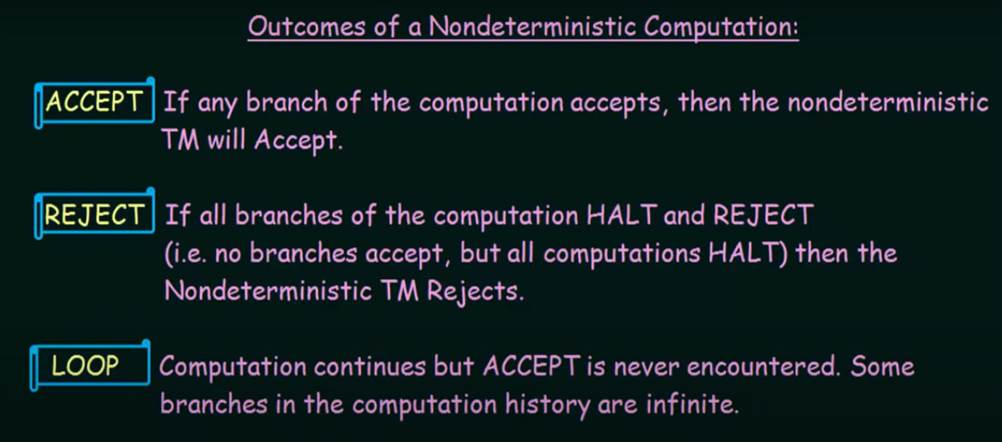 Outcomes of a Nondeterministic Computation:
ACCEPT If any branch of the computation accepts, then the nondeterministic
TM will Accept.
REJECT If all branches of the computation HALT and REJECT
(i.e. no branches accept, but all computations HALT) then the
Nondeterministic TM Rejects.
LOOP Computation continues but ACCEPT is never encountered. Some
branches in the computation history are infinite.